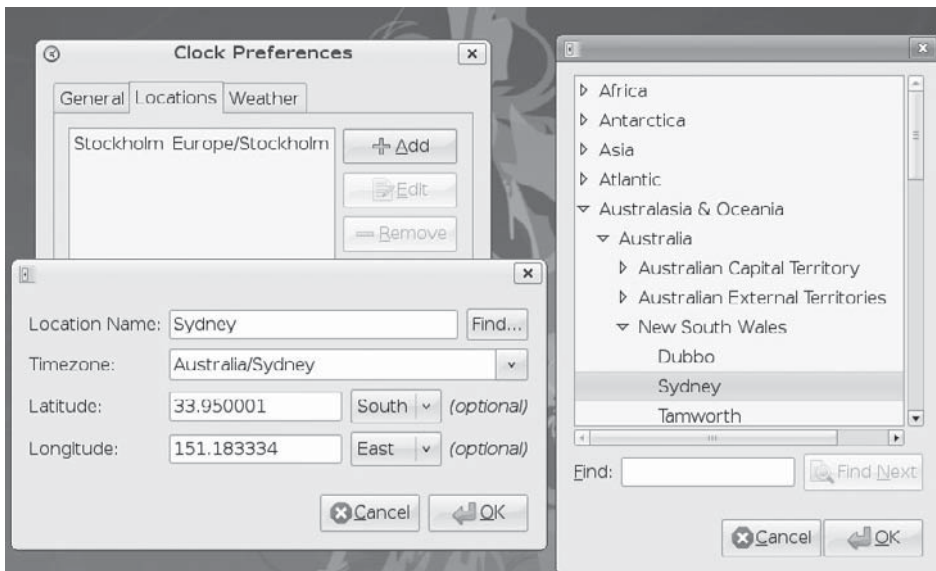 Clock Preferences
General Locations Weather
Stockholm Europe/Stockholm
Add
Edit
Remove
Location Name: Sydney Find...
Timezone: Australia/Sydney
Latitude: 33.950001 South (optional)
Longitude: 151.183334 East (optional)
Cancel OK
Africa
Antarctica
Asia
Atlantic
Australasia & Oceania
Australia
Australian Capital Territory
Australian External Territories
New South Wales
Dubbo
Sydney
Tamworth
Find: Find Next
Cancel OK